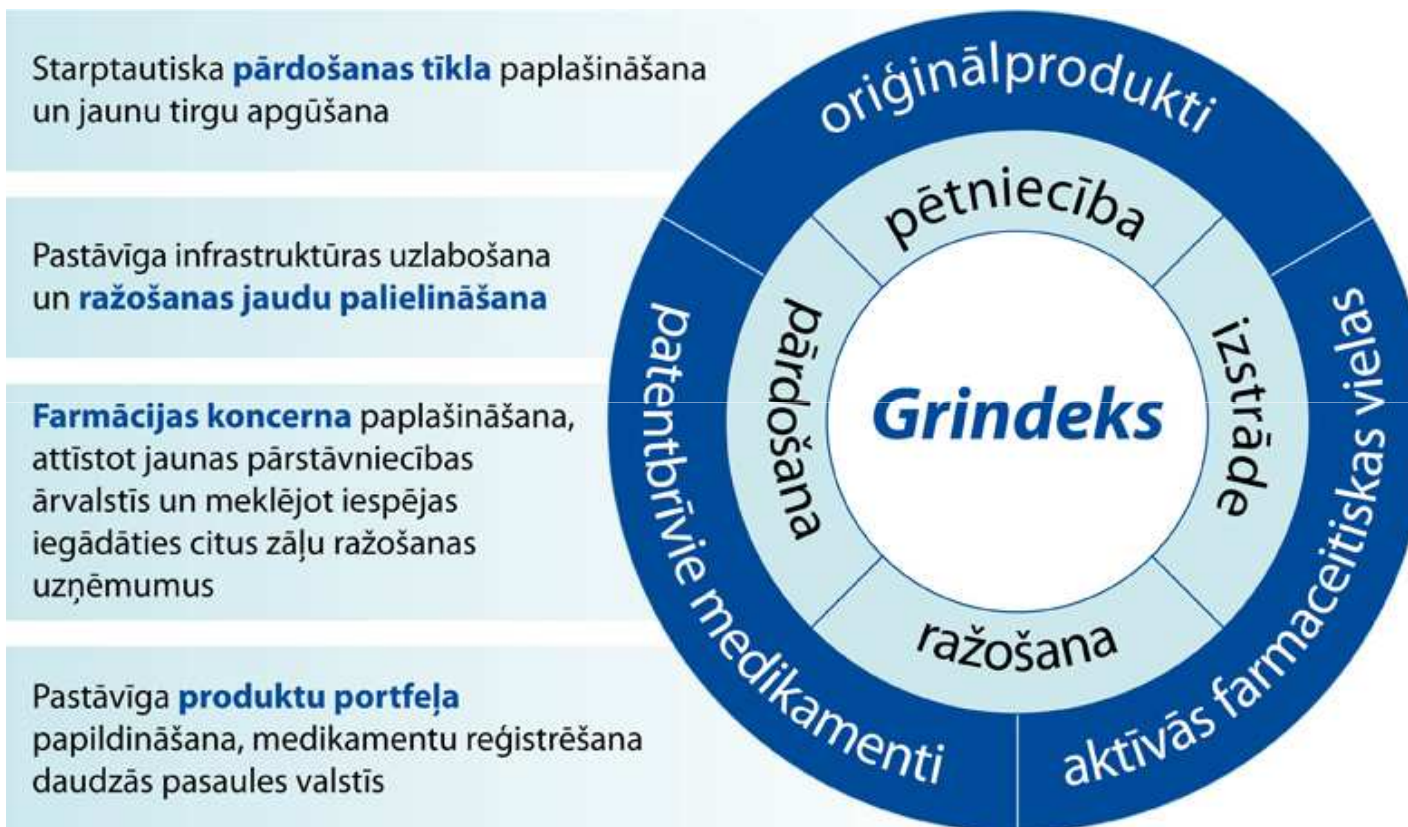 Starptautiska pārdošanas tīkla paplašināšana
un jaunu tirgu apgūšana
Pastāvīga infrastruktūras uzlabošana
un ražošanas jaudu palielināšana
Farmācijas koncerna paplašināšana,
attīstot jaunas pārstāvniecības
ārvalstīs un meklējot iespējas
iegādāties citus zāļu ražošanas
uzņēmumus
Pastāvīga produktu portfeļa
papildināšana, medikamentu reģistrēšana
daudzās pasaules valstīs
oriģinālprodukti
aktīvās farmaceitiskas vielas
patentbrīvie medikamenti
pētniecība
izstrāde
ražošana
pārdošana
Grindeks